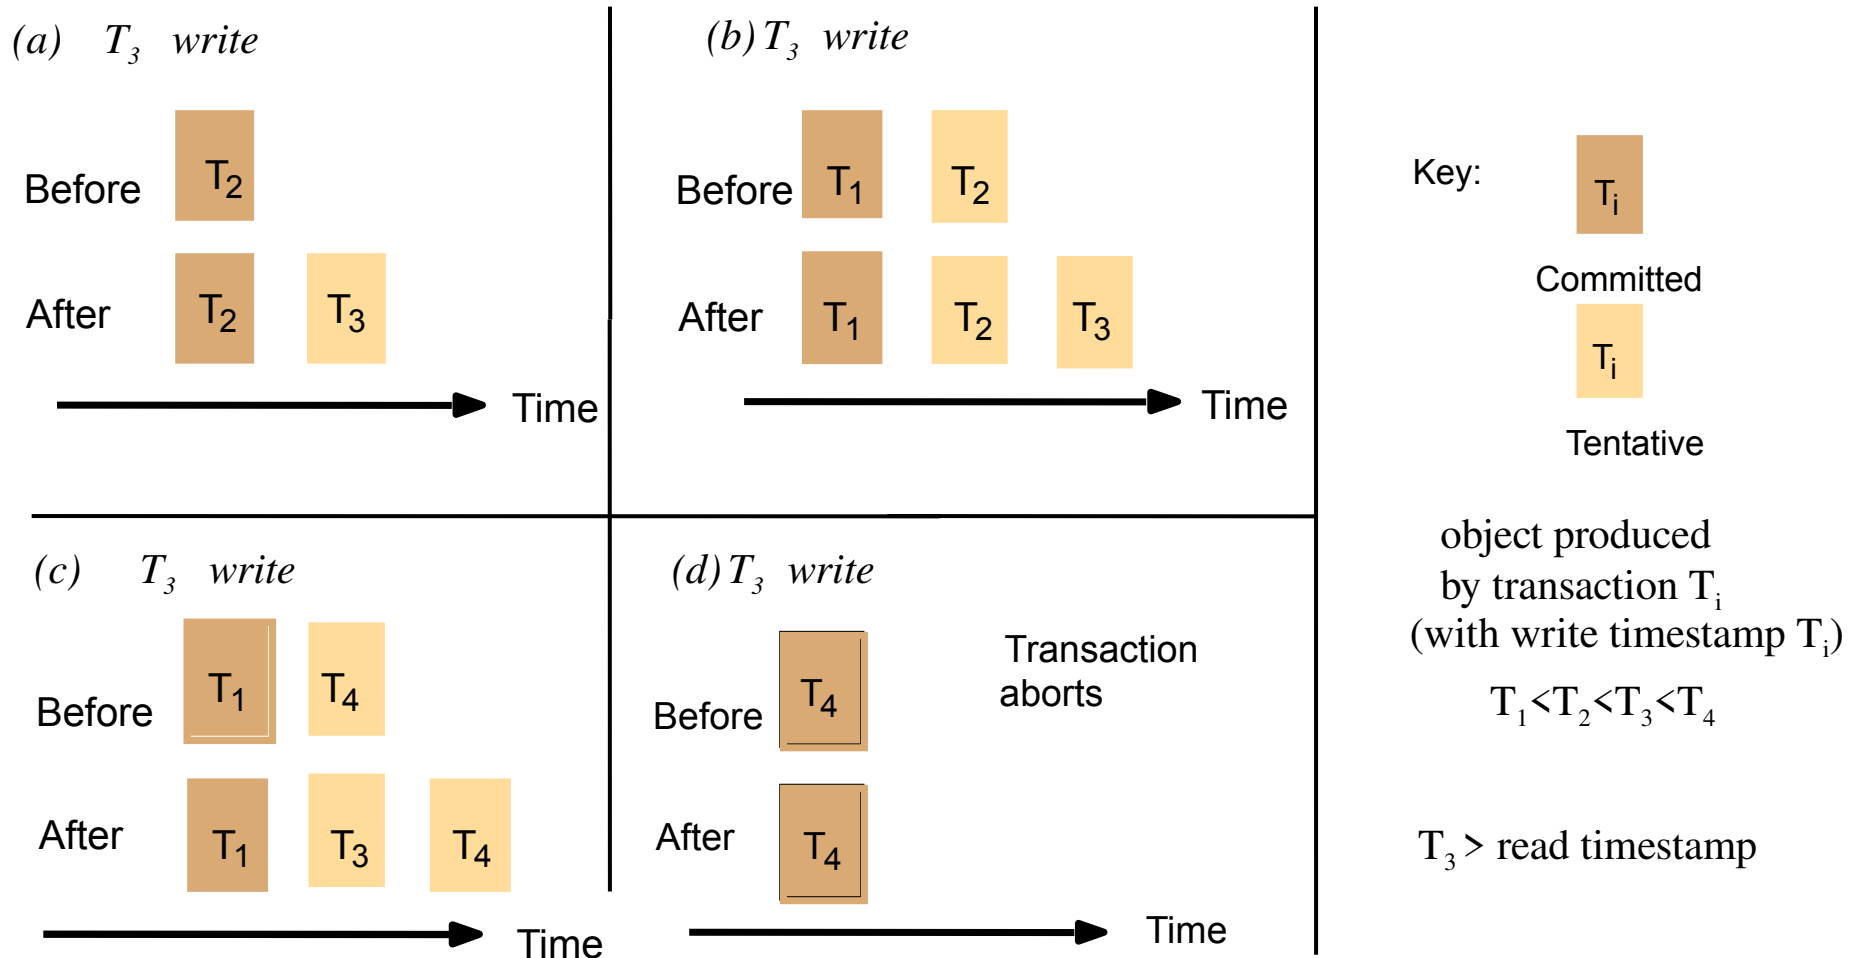 (a) T₃ write
Before T₂
After T₂ T₃
Time
(b) T₃ write
Before T₁ T₂
After T₁ T₂ T₃
Time
(c) T₃ write
Before T₁ T₄
After T₁ T₃ T₄
Time
(d) T₃ write
Transaction
aborts
Before T₄
After T₄
Time
Key:
Tᵢ
Committed
Tᵢ
Tentative
object produced
by transaction Tᵢ
(with write timestamp Tᵢ)
T₁<T₂<T₃<T₄
T₃ > read timestamp